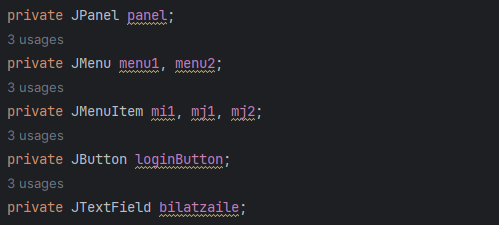 private JPanel panel;
3 usages
private JMenu menu1, menu2;
3 usages
private JMenuItem mi1, mj1, mj2;
3 usages
private JButton loginButton;
3 usages
private JTextField bilatzaile;